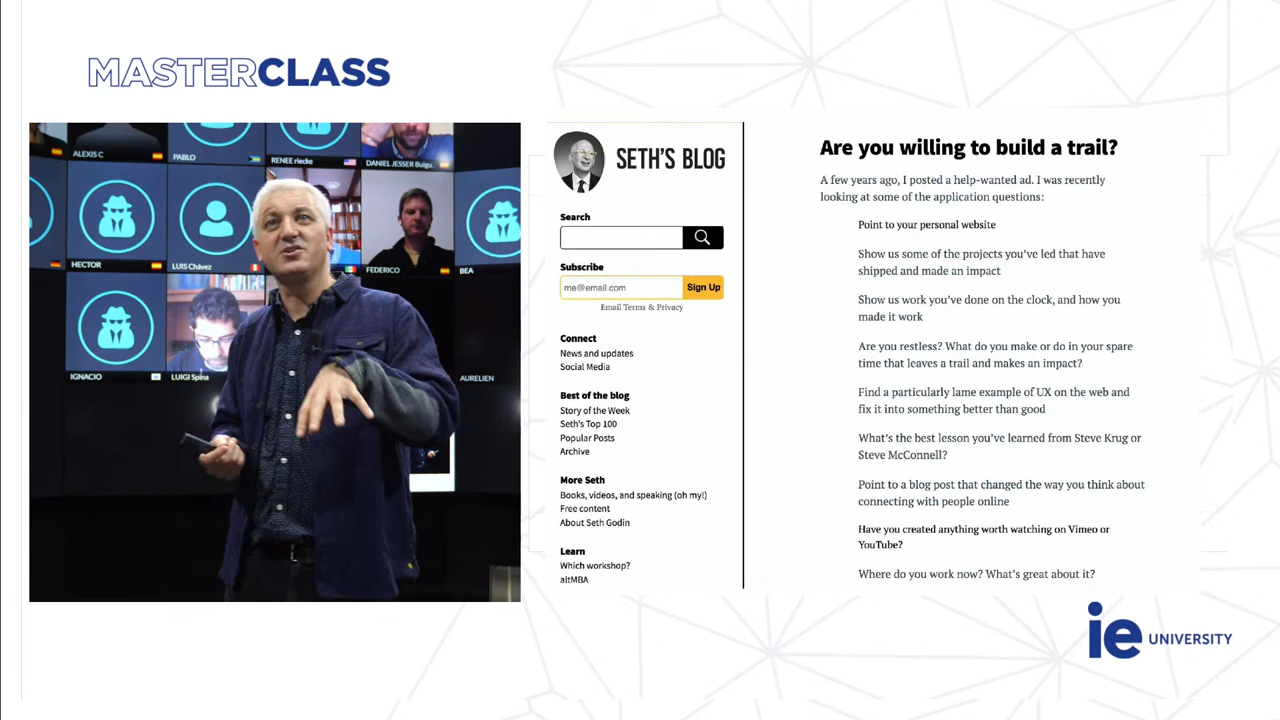 MASTERCLASS
ALEXIS C
PABLO
RENEE riecke
DANIEL JESSER Buigu...
HECTOR
LUIS Chávez
FEDERICO
BEA
IGNACIO
LUIGI Spina
AURELIEN
SETH'S BLOG
Search
Subscribe
me@email.com
Sign Up
Email Terms & Privacy
Connect
News and updates
Social Media
Best of the blog
Story of the Week
Seth's Top 100
Popular Posts
Archive
More Seth
Books, videos, and speaking (oh my!)
Free content
About Seth Godin
Learn
Which workshop?
altMBA
Are you willing to build a trail?
A few years ago, I posted a help-wanted ad. I was recently
looking at some of the application questions:
Point to your personal website
Show us some of the projects you've led that have
shipped and made an impact
Show us work you've done on the clock, and how you
made it work
Are you restless? What do you make or do in your spare
time that leaves a trail and makes an impact?
Find a particularly lame example of UX on the web and
fix it into something better than good
What's the best lesson you've learned from Steve Krug or
Steve McConnell?
Point to a blog post that changed the way you think about
connecting with people online
Have you created anything worth watching on Vimeo or
YouTube?
Where do you work now? What's great about it?
ie UNIVERSITY